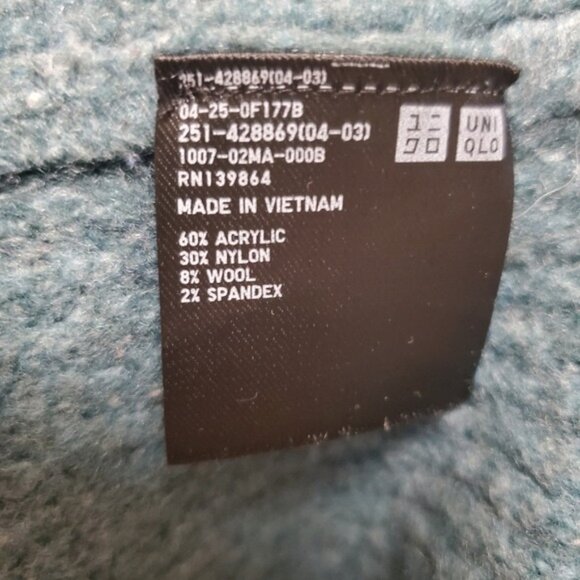 251-428869(04-03)
04-25-0F177B
251-428869(04-03)
1007-02MA-000B
RN139864
MADE IN VIETNAM
60% ACRYLIC
30% NYLON
8% WOOL
2% SPANDEX
ユニ
クロ
UNI
QLO